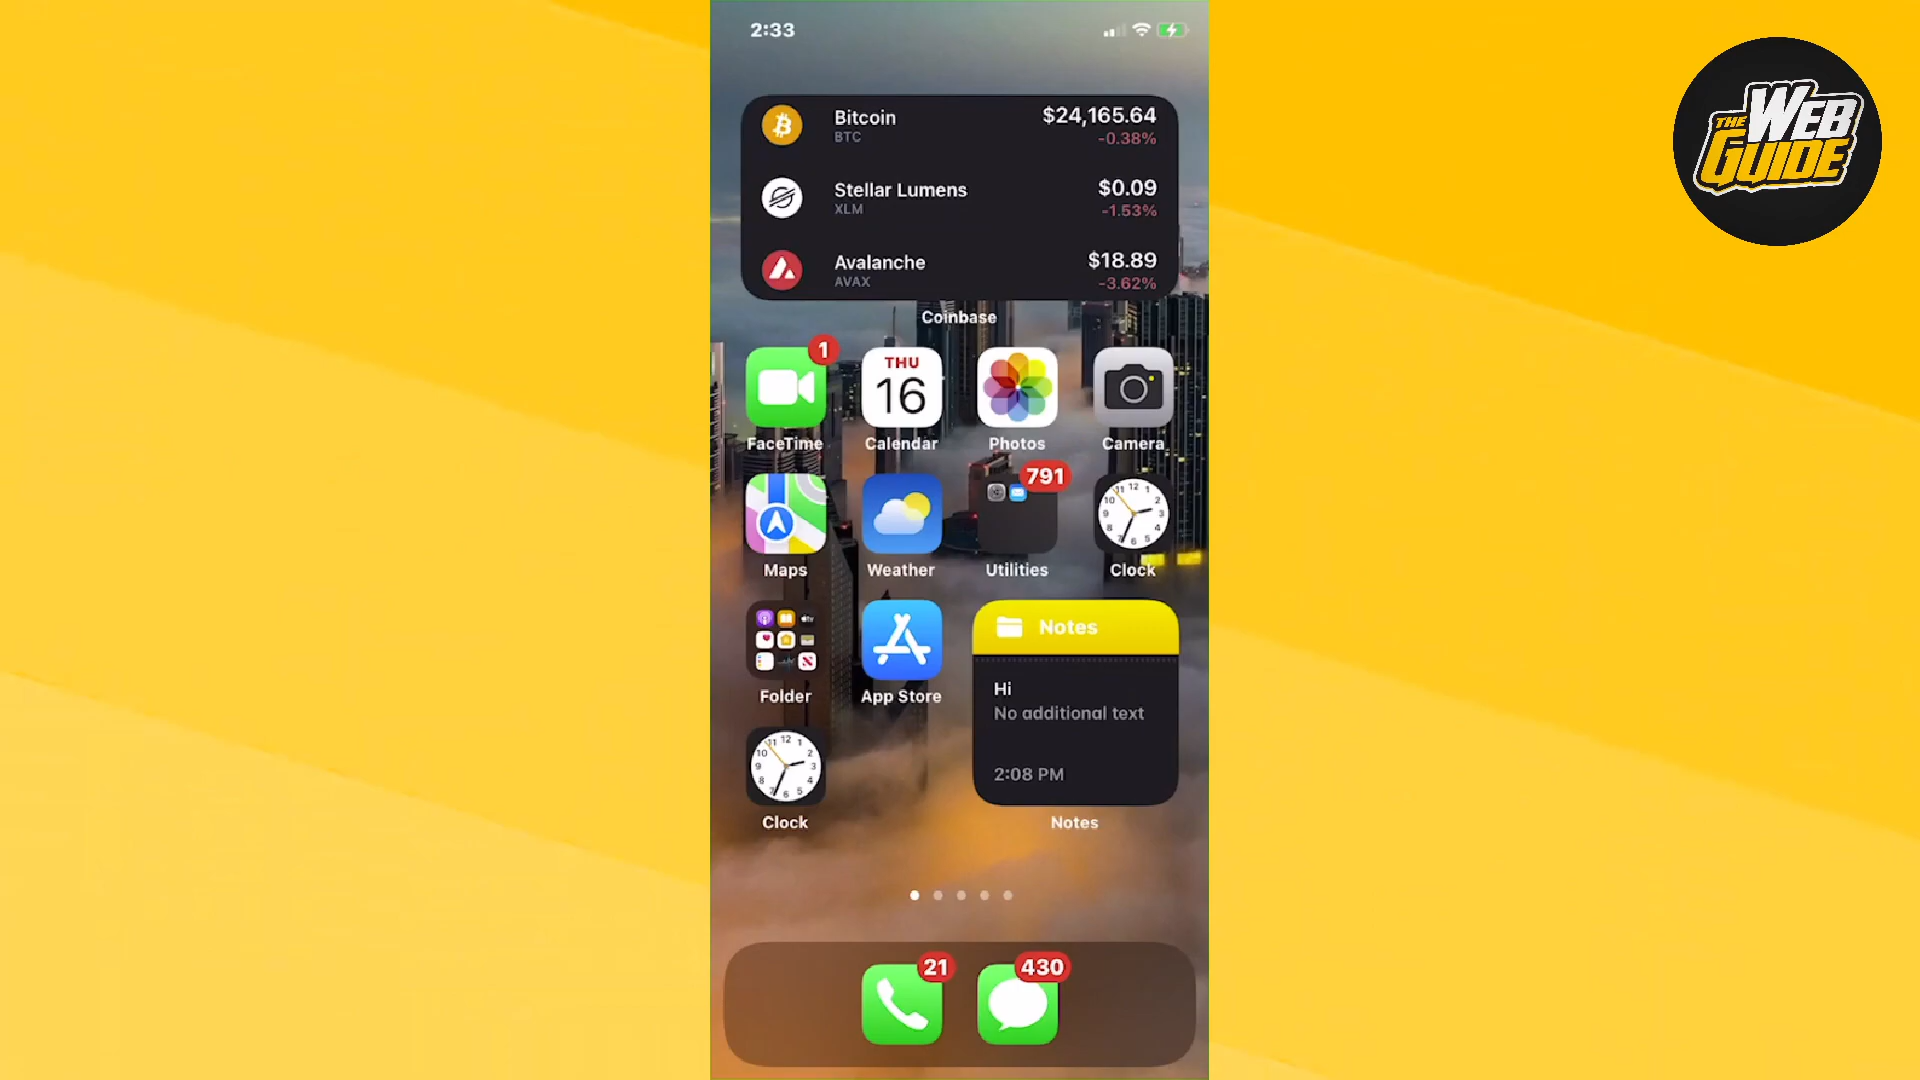 2:33
THE WEB GUIDE
Bitcoin $24,165.64
BTC -0.38%
Stellar Lumens $0.09
XLM -1.53%
Avalanche $18.89
AVAX -3.62%
Coinbase
1
THU
16
FaceTime Calendar Photos Camera
791
Maps Weather Utilities Clock
Notes
Hi
No additional text
2:08 PM
Folder App Store
Clock Notes
21 430